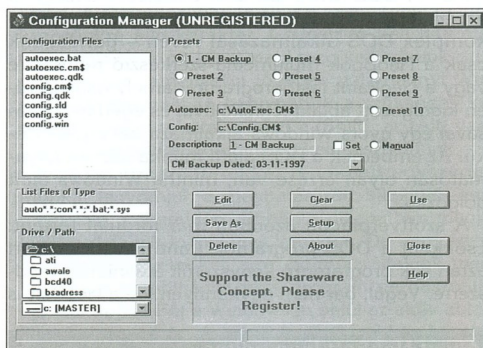 Configuration Manager (UNREGISTERED)
Configuration Files
autoexec.bat
autoexec.cm$
autoexec.qdk
config.cm$
config.qdk
config.sld
config.sys
config.win
Presets
1 - CM Backup
Preset 4
Preset 7
Preset 2
Preset 5
Preset 8
Preset 3
Preset 6
Preset 9
Autoexec: c:\AutoExec.CM$
Preset 10
Config: c:\Config.CM$
Descriptions 1 - CM Backup
Set
Manual
CM Backup Dated: 03-11-1997
List Files of Type
auto*.*;con*.*;*.bat;*.sys
Drive / Path
c:\
ati
awale
bcd40
bsadress
c: [MASTER]
Edit
Clear
Use
Save As
Setup
Delete
About
Close
Help
Support the Shareware
Concept. Please
Register!